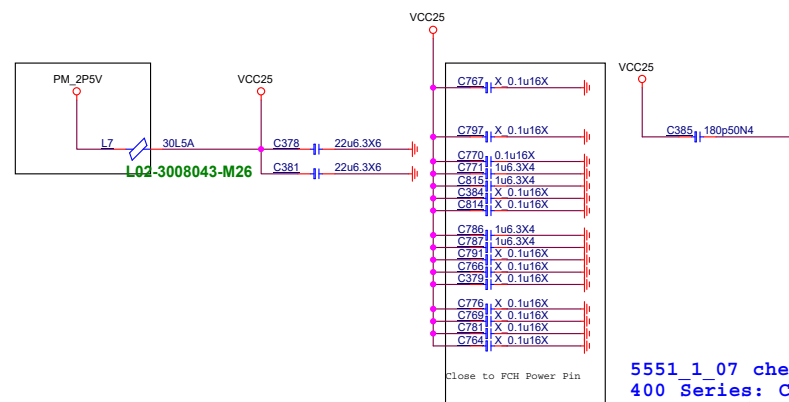 VCC25
PM_2P5V
VCC25
VCC25
L7 30L5A
L02-3008043-M26
C378 22u6.3X6
C381 22u6.3X6
C767 X_0.1u16X
C797 X_0.1u16X
C770 0.1u16X
C771 1u6.3X4
C815 1u6.3X4
C384 X_0.1u16X
C814 X_0.1u16X
C786 1u6.3X4
C787 1u6.3X4
C791 X_0.1u16X
C766 X_0.1u16X
C379 X_0.1u16X
C776 X_0.1u16X
C769 X_0.1u16X
C781 X_0.1u16X
C764 X_0.1u16X
Close to FCH Power Pin
C385 180p50N4
5551_1_07 che
400 Series: C